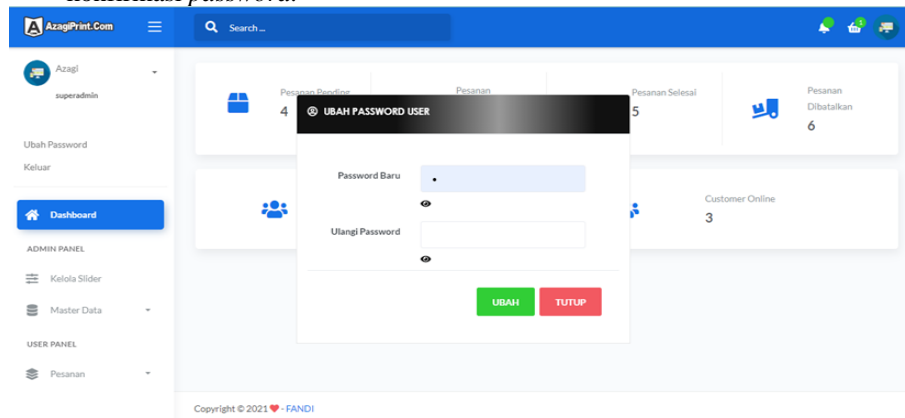 konfirmasi password.
AzagiPrint.Com
Search...
Azagi
superadmin
Ubah Password
Keluar
Dashboard
ADMIN PANEL
Kelola Slider
Master Data
USER PANEL
Pesanan
Pesanan Pending
4
Pesanan
Pesanan Selesai
5
Pesanan
Dibatalkan
6
Customer Online
3
UBAH PASSWORD USER
Password Baru
Ulangi Password
UBAH
TUTUP
Copyright © 2021 ❤ - FANDI